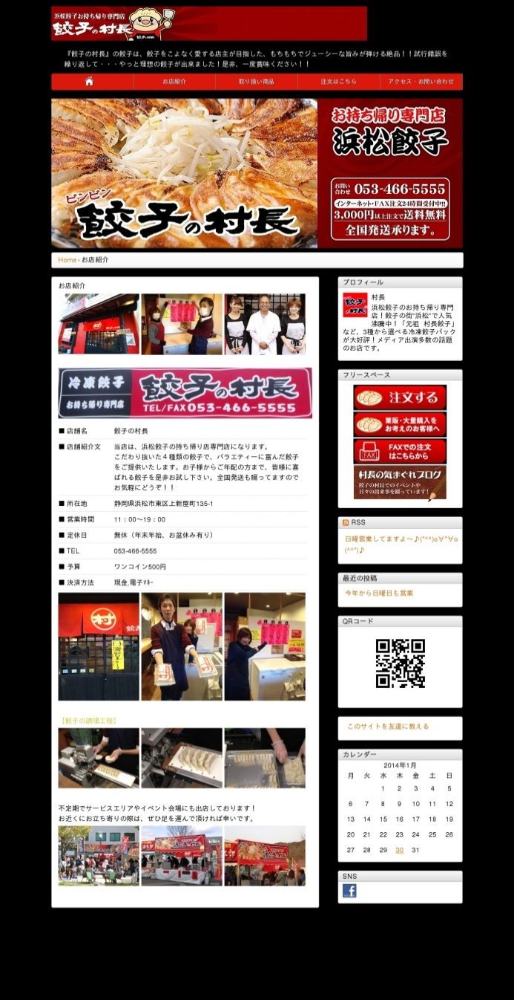 浜松餃子お持ち帰り専門店
餃子の村長
『餃子の村長』の餃子は、餃子をこよなく愛する店主が目指した、もちもちでジューシーな旨みが弾ける絶品！！試行錯誤を
繰り返して・・・やっと理想の餃子が出来ました！是非、一度賞味ください！！
お店紹介
取り扱い商品
注文はこちら
アクセス・お問い合わせ
ビンビン
餃子の村長
お持ち帰り専門店
浜松餃子
お問い合わせ 053-466-5555
インターネット・FAX注文24時間受付中!!
3,000円以上注文で送料無料
全国発送承ります。
Home › お店紹介
お店紹介
冷凍餃子
お持ち帰り専門店
餃子の村長
TEL/FAX053-466-5555
■ 店舗名 餃子の村長
■ 店舗紹介文 当店は、浜松餃子の持ち帰り店専門店になります。
こだわり抜いた４種類の餃子で、バラエティーに富んだ餃子
をご提供いたします。お子様からご年配の方まで、皆様に喜
ばれる餃子を是非お試し下さい。全国発送も賜ってますので
お気軽にどうぞ！！
■ 所在地 静岡県浜松市東区上新屋町135-1
■ 営業時間 11：00～19：00
■ 定休日 無休（年末年始、お盆休み有り）
■ TEL 053-466-5555
■ 予算 ワンコイン500円
■ 決済方法 現金,電子ﾏﾈｰ
村
【餃子の調理工程】
不定期でサービスエリアやイベント会場にも出店しております！
お近くにお立ち寄りの際は、ぜひ足を運んで頂ければ幸いです。
浜松餃子
プロフィール
餃子の村長
村長
浜松餃子のお持ち帰り専門
店！餃子の街"浜松"で人気
沸騰中！「元祖 村長餃子」
など、3種から選べる冷凍餃子パック
が大好評！メディア出演多数の話題
のお店です。
フリースペース
注文する
業販・大量購入を
お考えのお客様へ
FAX
FAXでの注文
はこちらから
村長の気まぐれブログ
餃子の村長でのイベントや
日々の出来事を綴っています！
RSS
日曜営業してますよ～♪(*^^)o∀*∀o
(^^*)♪
最近の投稿
今年から日曜日も営業
QRコード
このサイトを友達に教える
カレンダー
2014年1月
月 火 水 木 金 土 日
1 2 3 4 5
6 7 8 9 10 11 12
13 14 15 16 17 18 19
20 21 22 23 24 25 26
27 28 29 30 31
SNS